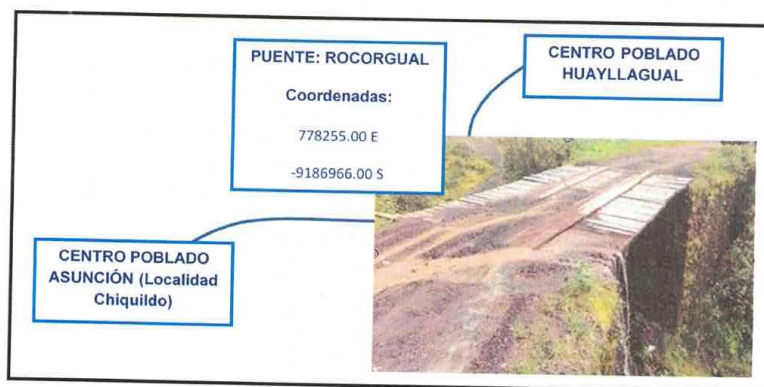 PUENTE: ROCORGUAL
Coordenadas:
778255.00 E
-9186966.00 S
CENTRO POBLADO
HUAYLLAGUAL
CENTRO POBLADO
ASUNCIÓN (Localidad
Chiquildo)